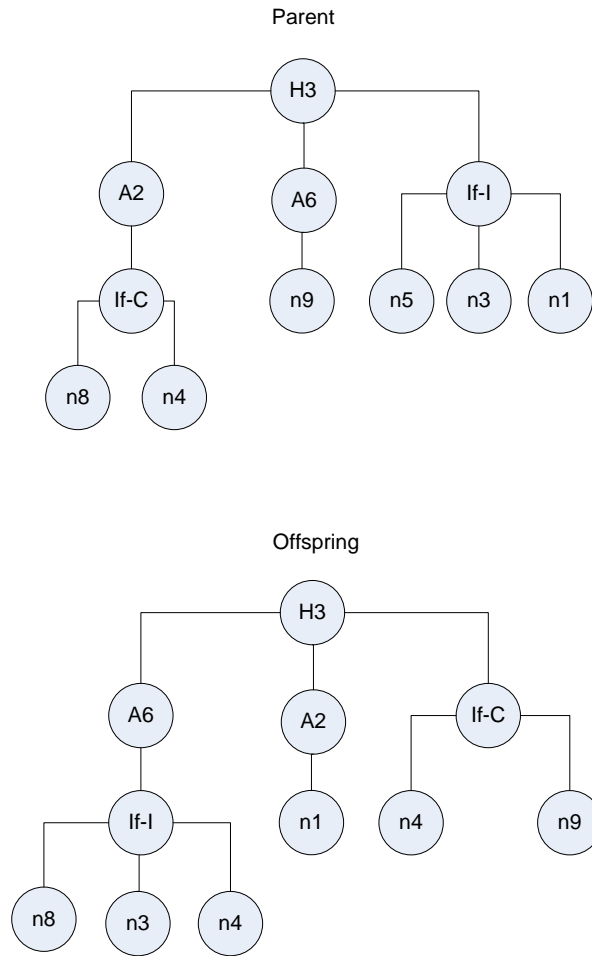 Parent
H3
A2 A6 If-I
If-C n9 n5 n3 n1
n8 n4
Offspring
H3
A6 A2 If-C
If-I n1 n4 n9
n8 n3 n4